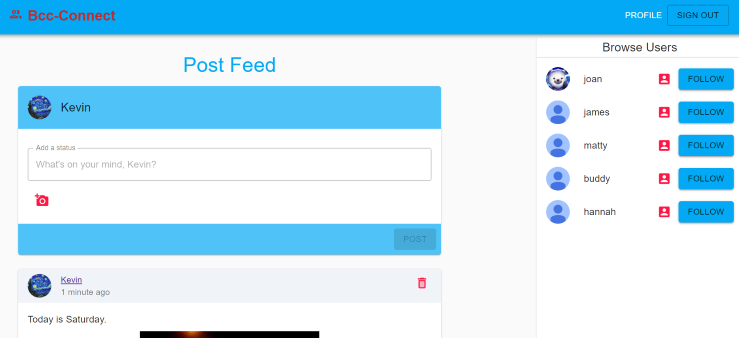 Bcc-Connect
PROFILE
SIGN OUT
Post Feed
Kevin
Add a status
What's on your mind, Kevin?
POST
Kevin
1 minute ago
Today is Saturday.
Browse Users
joan
FOLLOW
james
FOLLOW
matty
FOLLOW
buddy
FOLLOW
hannah
FOLLOW